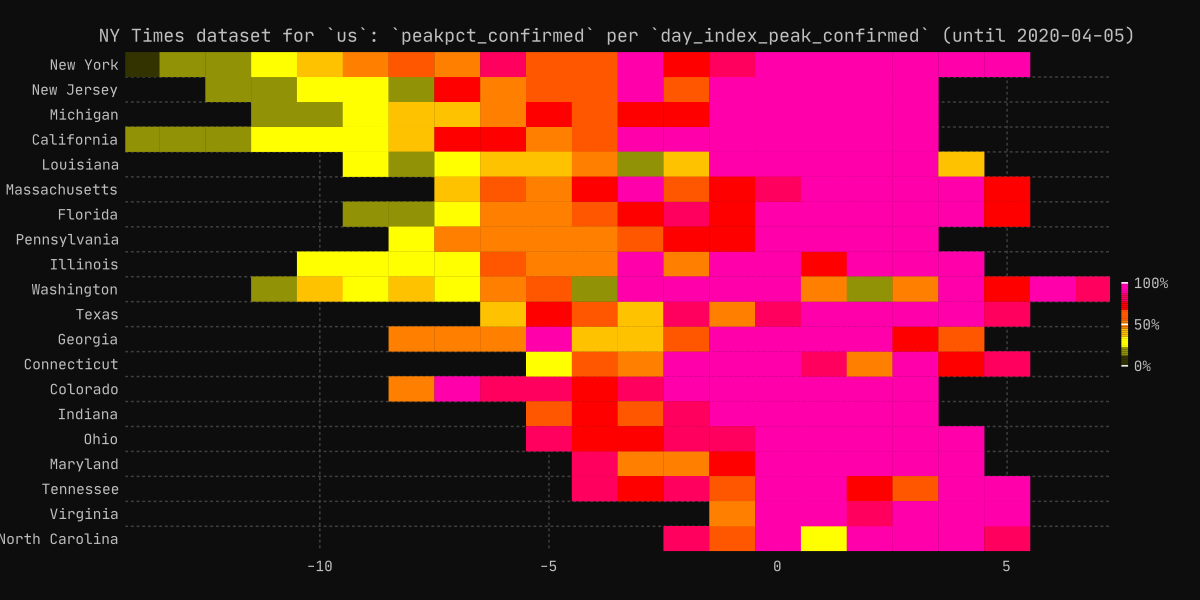 NY Times dataset for `us`: `peakpct_confirmed` per `day_index_peak_confirmed` (until 2020-04-05)
New York
New Jersey
Michigan
California
Louisiana
Massachusetts
Florida
Pennsylvania
Illinois
Washington
Texas
Georgia
Connecticut
Colorado
Indiana
Ohio
Maryland
Tennessee
Virginia
North Carolina
100%
50%
0%
−10
−5
0
5